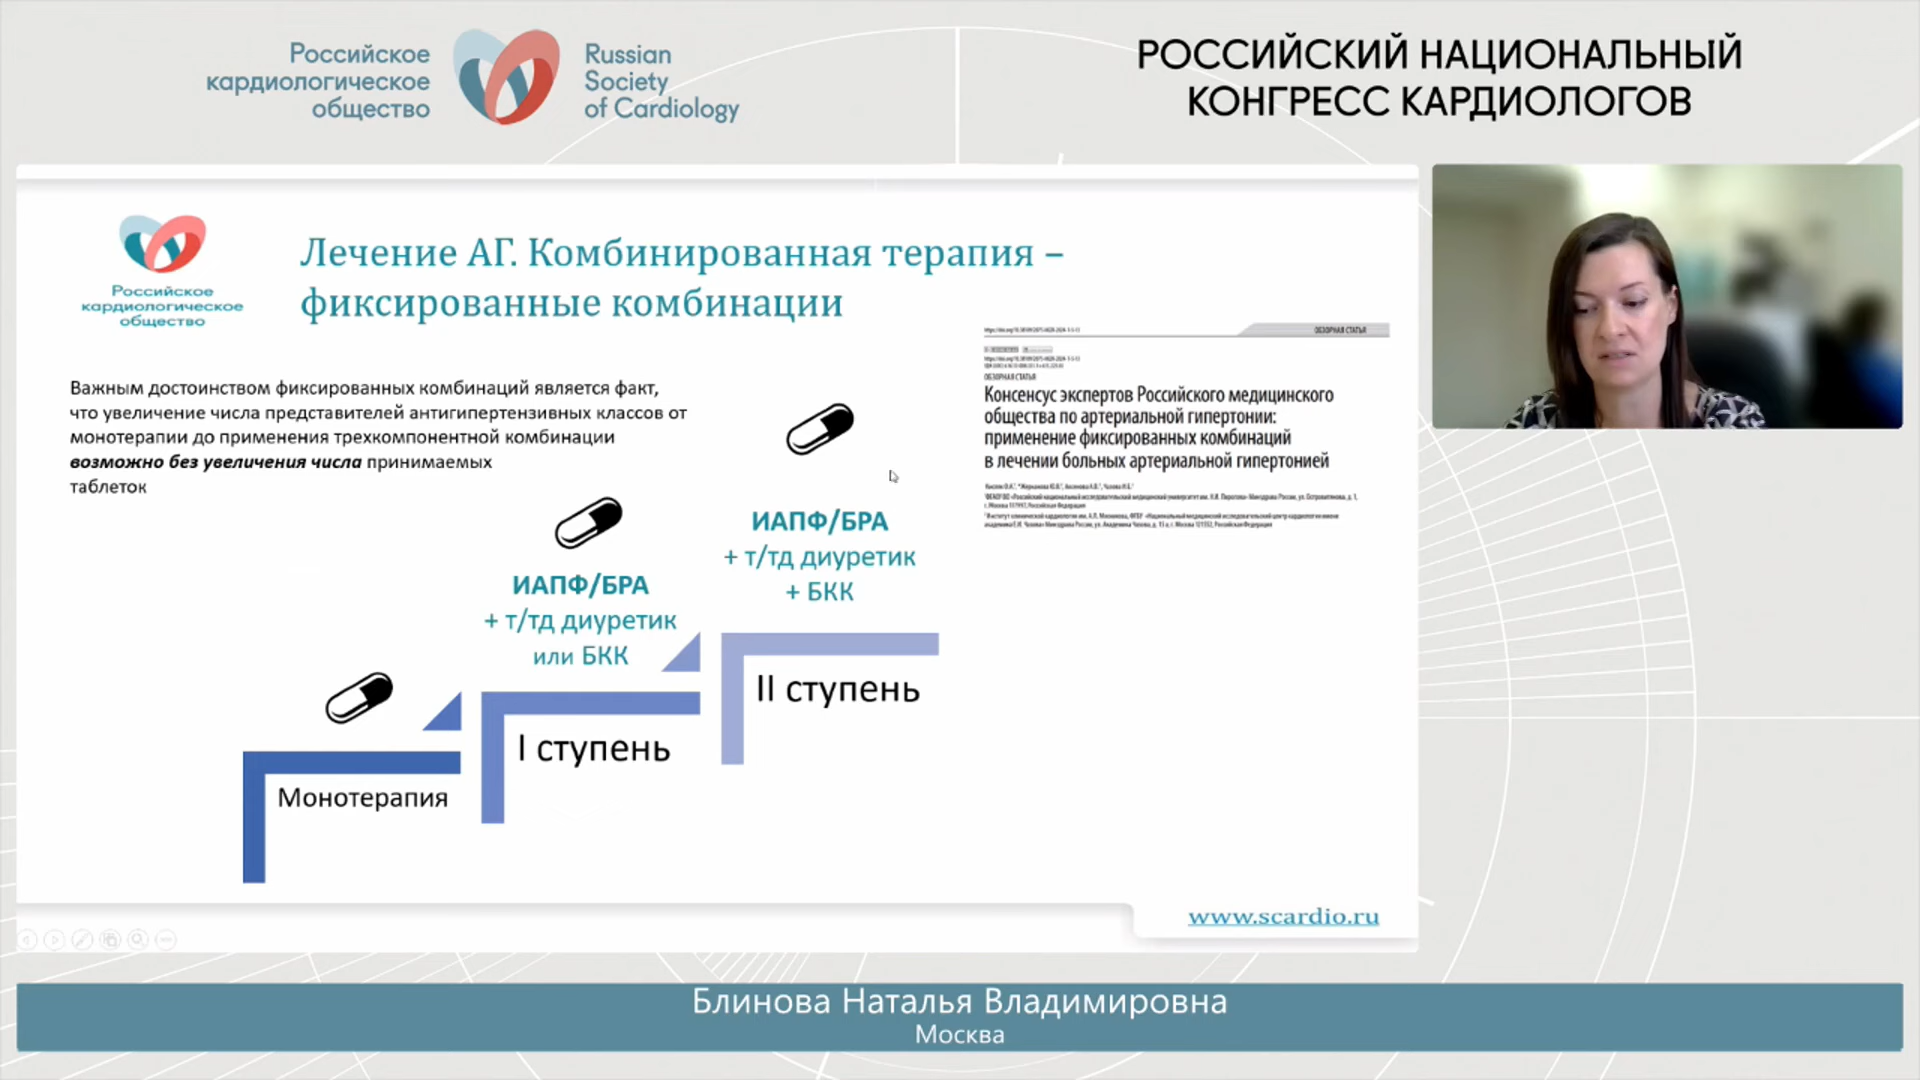 Российское
кардиологическое
общество
Russian
Society
of Cardiology
РОССИЙСКИЙ НАЦИОНАЛЬНЫЙ
КОНГРЕСС КАРДИОЛОГОВ
Российское
кардиологическое
общество
Лечение АГ. Комбинированная терапия –
фиксированные комбинации
Важным достоинством фиксированных комбинаций является факт,
что увеличение числа представителей антигипертензивных классов от
монотерапии до применения трехкомпонентной комбинации
возможно без увеличения числа принимаемых
таблеток
ОБЗОРНАЯ СТАТЬЯ
ОБЗОРНАЯ СТАТЬЯ
Консенсус экспертов Российского медицинского
общества по артериальной гипертонии:
применение фиксированных комбинаций
в лечении больных артериальной гипертонией
ИАПФ/БРА
+ т/тд диуретик
+ БКК
ИАПФ/БРА
+ т/тд диуретик
или БКК
II ступень
I ступень
Монотерапия
www.scardio.ru
Блинова Наталья Владимировна
Москва